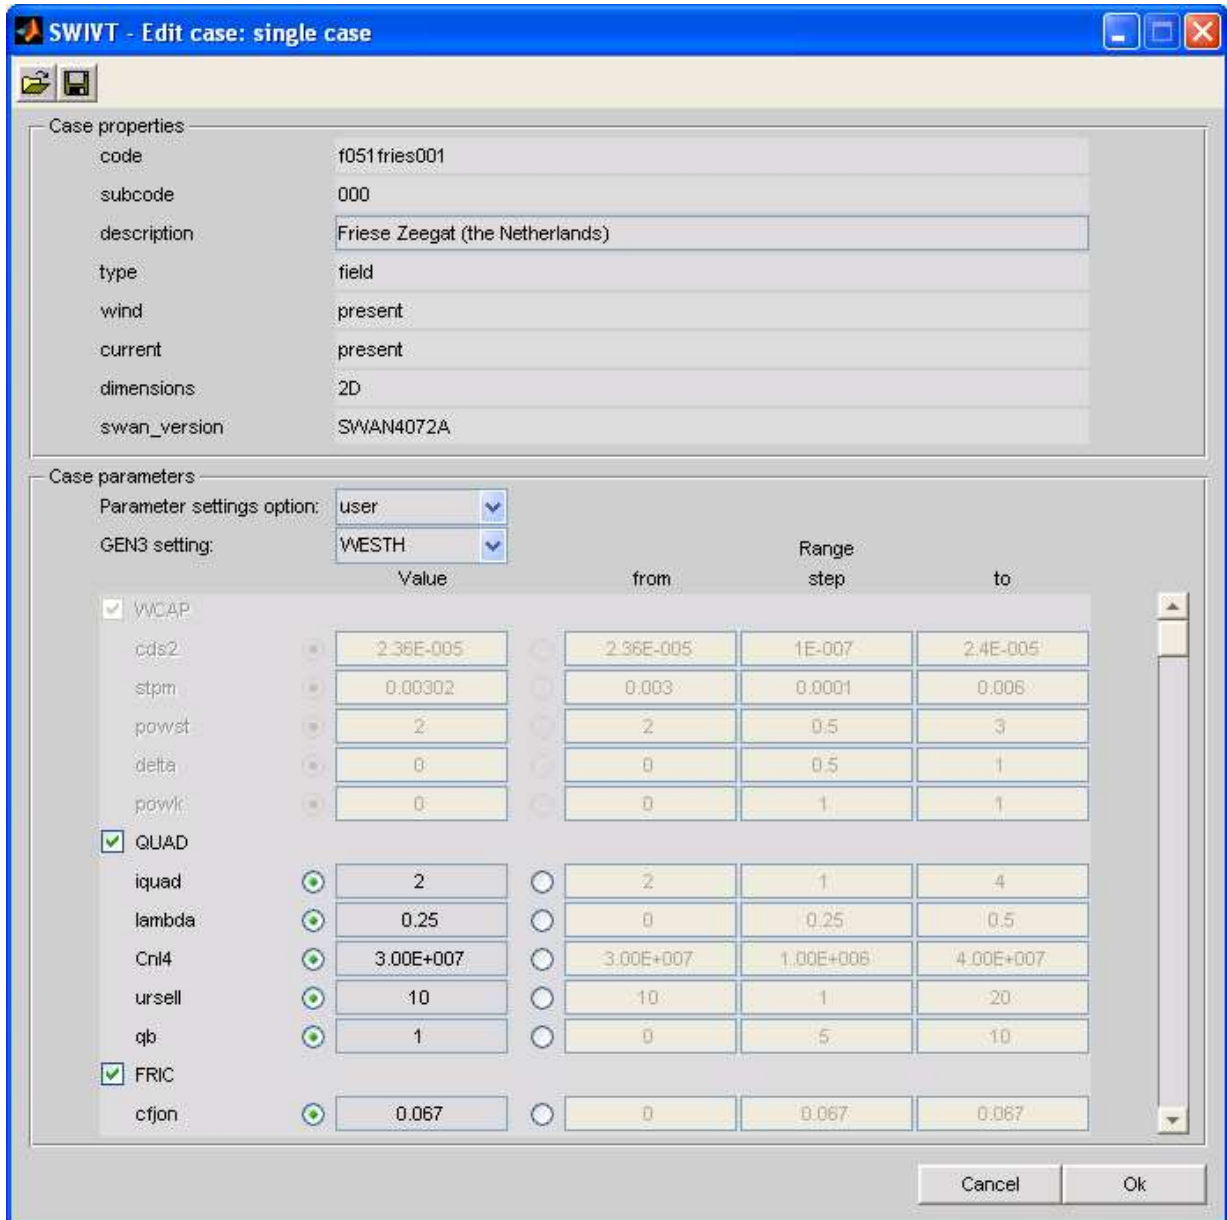 SWIVT - Edit case: single case
Case properties
code f051fries001
subcode 000
description Friese Zeegat (the Netherlands)
type field
wind present
current present
dimensions 2D
swan_version SWAN4072A
Case parameters
Parameter settings option: user
GEN3 setting: WESTH
Range
Value from step to
WCAP
cds2 2.36E-005 2.36E-005 1E-007 2.4E-005
stpm 0.00302 0.003 0.0001 0.006
powst 2 2 0.5 3
delta 0 0 0.5 1
powk 0 0 1 1
QUAD
iquad 2 2 1 4
lambda 0.25 0 0.25 0.5
Cnl4 3.00E+007 3.00E+007 1.00E+006 4.00E+007
ursell 10 10 1 20
qb 1 0 5 10
FRIC
cfjon 0.067 0 0.067 0.067
Cancel Ok